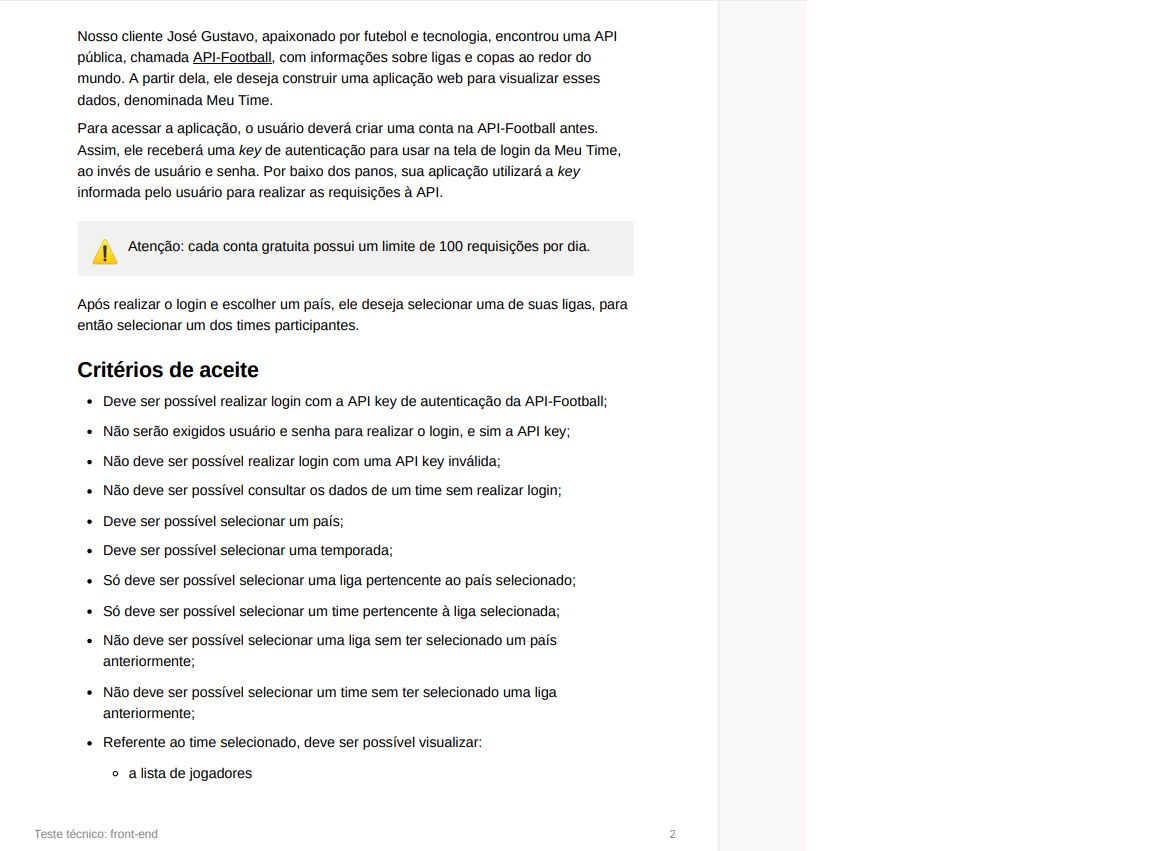 Nosso cliente José Gustavo, apaixonado por futebol e tecnologia, encontrou uma API
pública, chamada API-Football, com informações sobre ligas e copas ao redor do
mundo. A partir dela, ele deseja construir uma aplicação web para visualizar esses
dados, denominada Meu Time.
Para acessar a aplicação, o usuário deverá criar uma conta na API-Football antes.
Assim, ele receberá uma key de autenticação para usar na tela de login da Meu Time,
ao invés de usuário e senha. Por baixo dos panos, sua aplicação utilizará a key
informada pelo usuário para realizar as requisições à API.
Atenção: cada conta gratuita possui um limite de 100 requisições por dia.
Após realizar o login e escolher um país, ele deseja selecionar uma de suas ligas, para
então selecionar um dos times participantes.
Critérios de aceite
• Deve ser possível realizar login com a API key de autenticação da API-Football;
• Não serão exigidos usuário e senha para realizar o login, e sim a API key;
• Não deve ser possível realizar login com uma API key inválida;
• Não deve ser possível consultar os dados de um time sem realizar login;
• Deve ser possível selecionar um país;
• Deve ser possível selecionar uma temporada;
• Só deve ser possível selecionar uma liga pertencente ao país selecionado;
• Só deve ser possível selecionar um time pertencente à liga selecionada;
• Não deve ser possível selecionar uma liga sem ter selecionado um país
anteriormente;
• Não deve ser possível selecionar um time sem ter selecionado uma liga
anteriormente;
• Referente ao time selecionado, deve ser possível visualizar:
◦ a lista de jogadores
Teste técnico: front-end 2